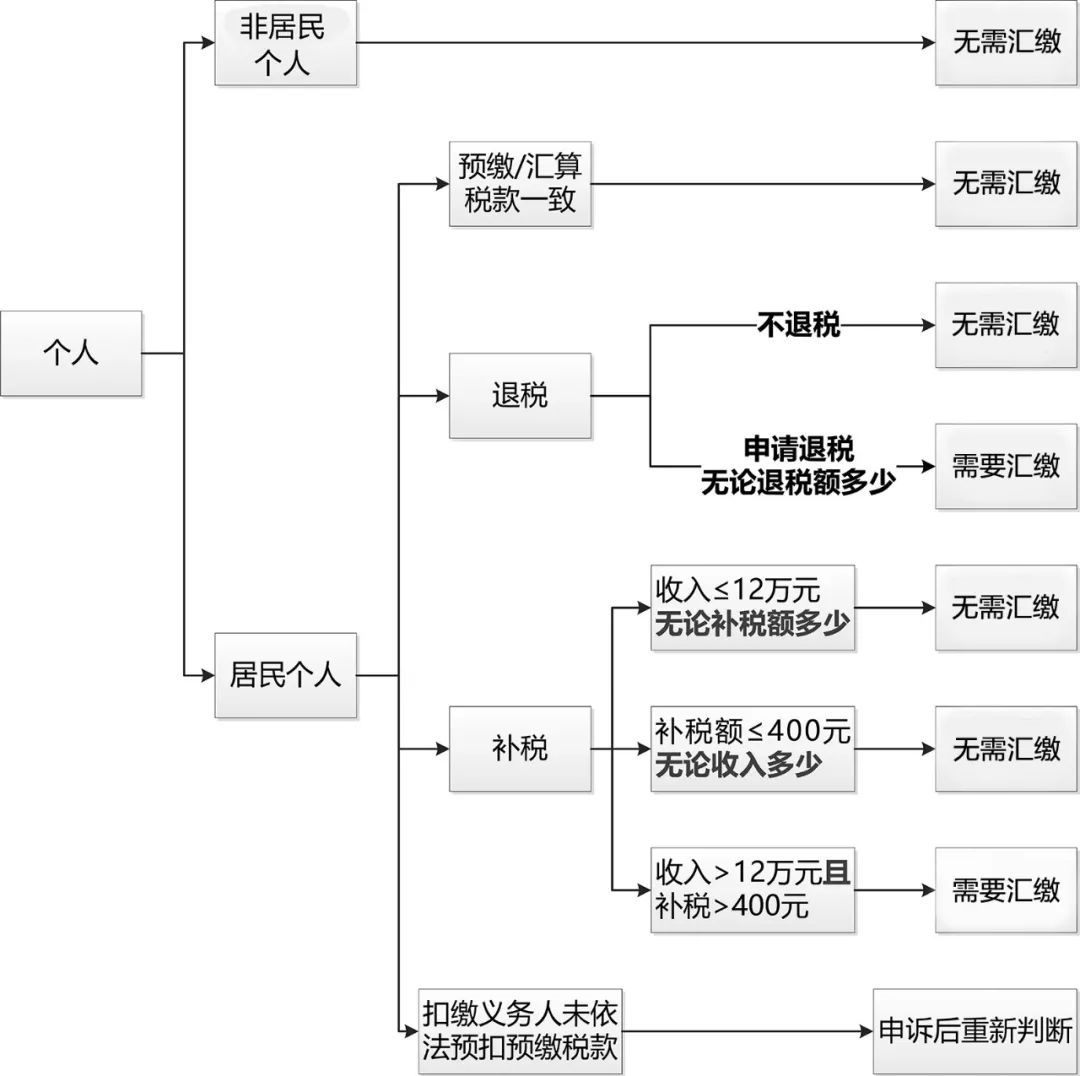 非居民
个人
无需汇缴
预缴/汇算
税款一致
无需汇缴
个人
退税
不退税
无需汇缴
申请退税
无论退税额多少
需要汇缴
居民个人
补税
收入≤12万元
无论补税额多少
无需汇缴
补税额≤400元
无论收入多少
无需汇缴
收入>12万元且
补税>400元
需要汇缴
扣缴义务人未依
法预扣预缴税款
申诉后重新判断